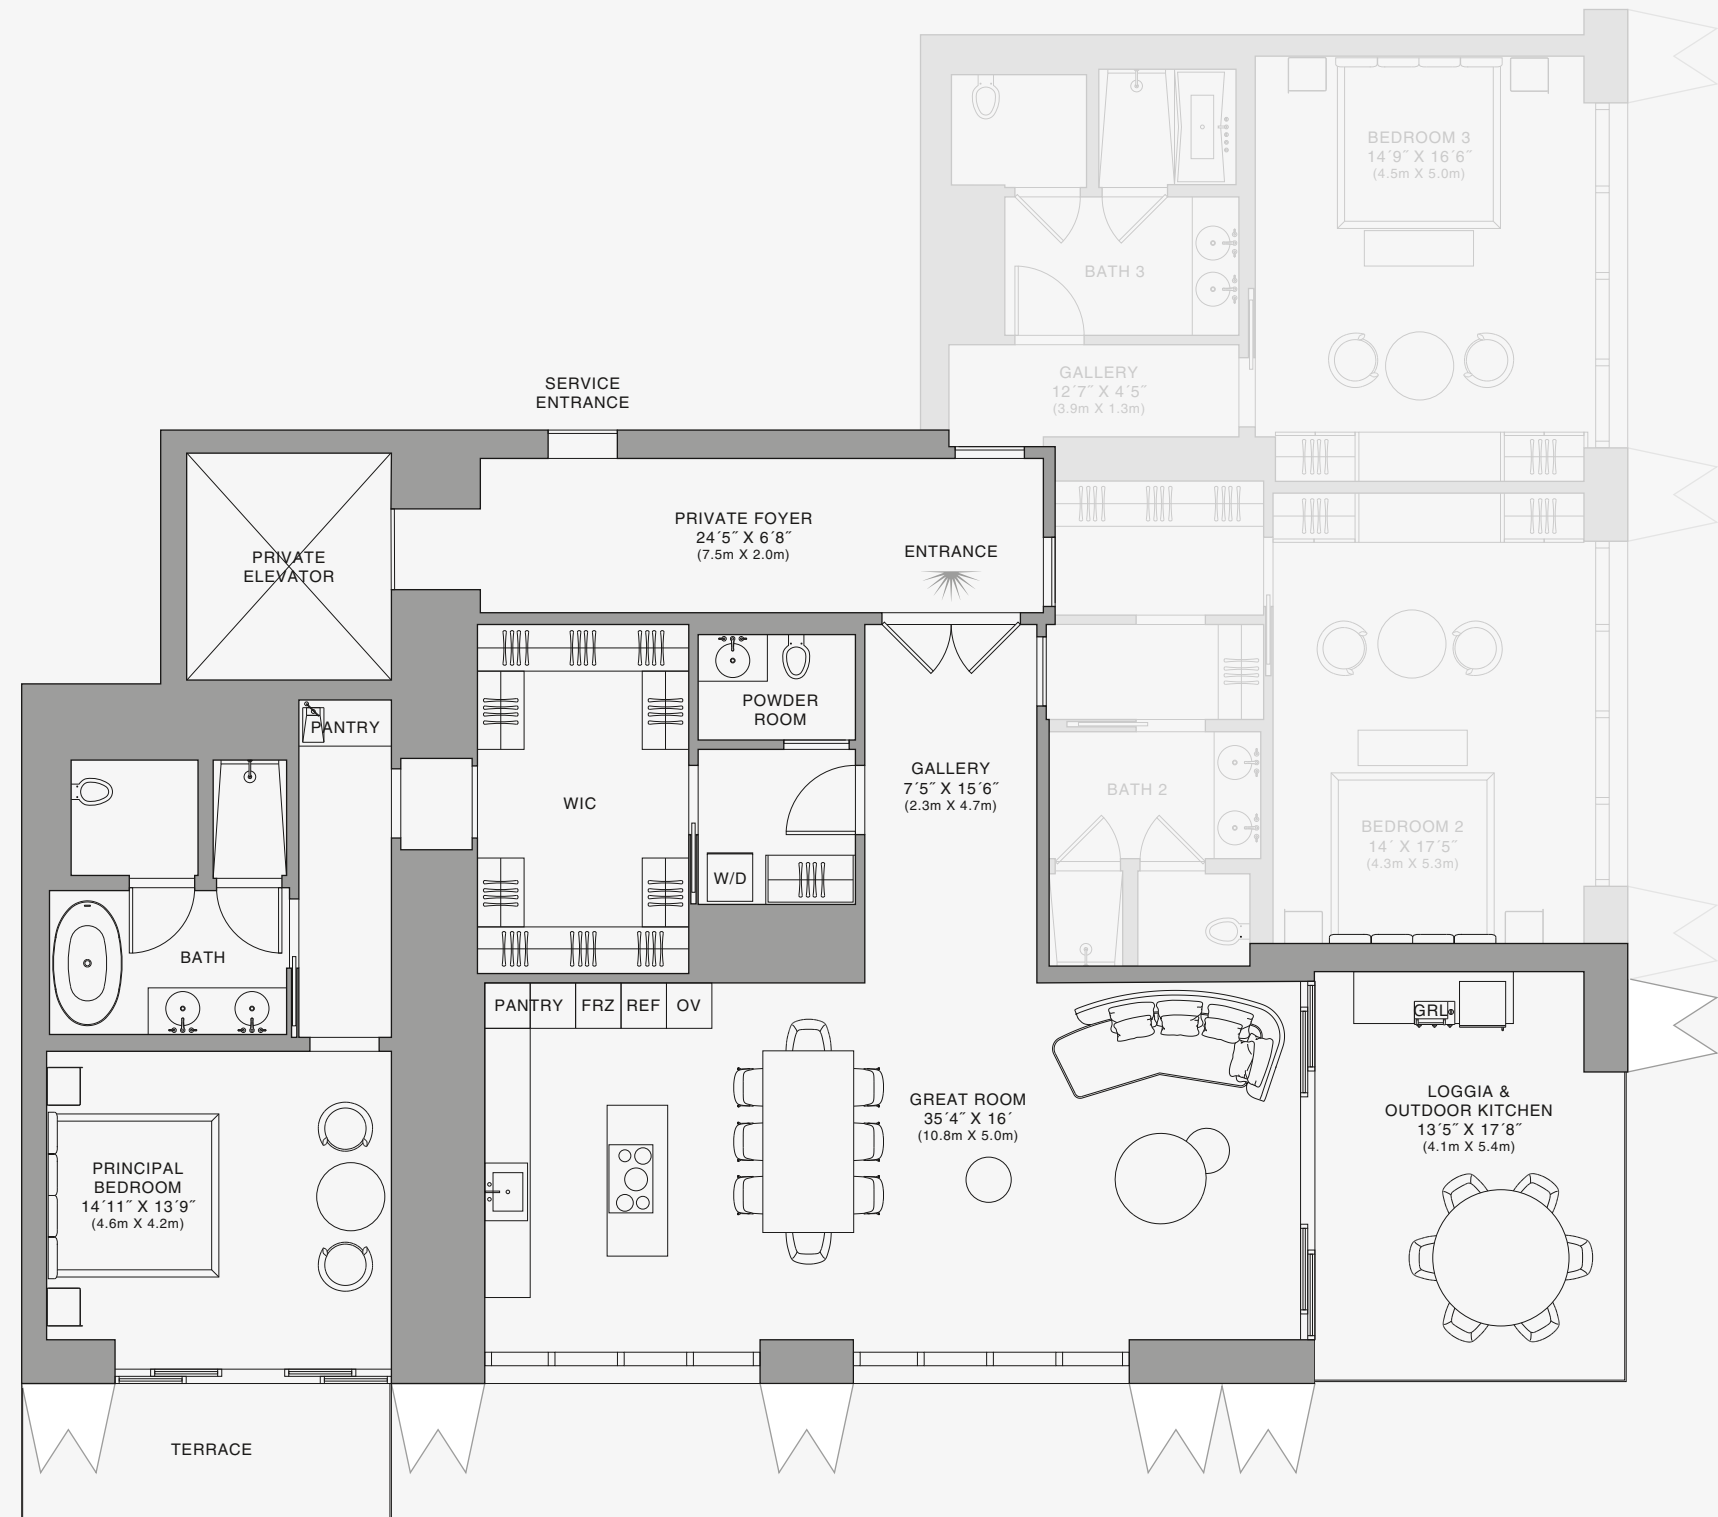 BEDROOM 3
14´9˝ X 16´6˝
(4.5m X 5.0m)
BATH 3
GALLERY
12´7˝ X 4´5˝
(3.9m X 1.3m)
SERVICE
ENTRANCE
PRIVATE FOYER
24´5˝ X 6´8˝
(7.5m X 2.0m)
ENTRANCE
PRIVATE
ELEVATOR
POWDER
ROOM
PANTRY
GALLERY
7´5˝ X 15´6˝
(2.3m X 4.7m)
WIC
BATH 2
BEDROOM 2
14´ X 17´5˝
(4.3m X 5.3m)
W/D
BATH
PANTRY
FRZ
REF
OV
GRL
GREAT ROOM
35´4˝ X 16´
(10.8m X 5.0m)
LOGGIA &
OUTDOOR KITCHEN
13´5˝ X 17´8˝
(4.1m X 5.4m)
PRINCIPAL
BEDROOM
14´11˝ X 13´9˝
(4.6m X 4.2m)
TERRACE